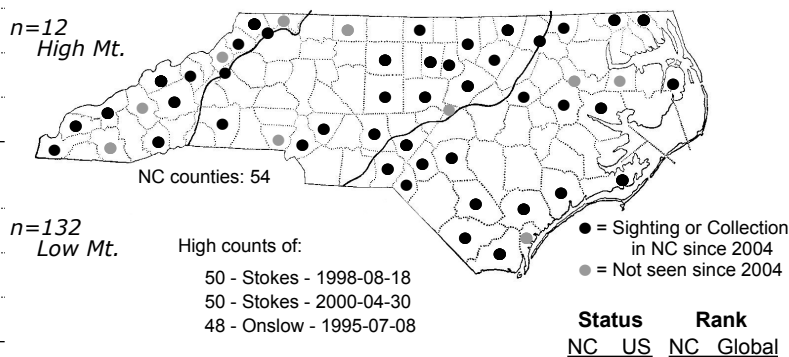 n=12
High Mt.
NC counties: 54
n=132
Low Mt.
High counts of:
50 - Stokes - 1998-08-18
50 - Stokes - 2000-04-30
48 - Onslow - 1995-07-08
= Sighting or Collection
in NC since 2004
= Not seen since 2004
Status Rank
NC US NC Global